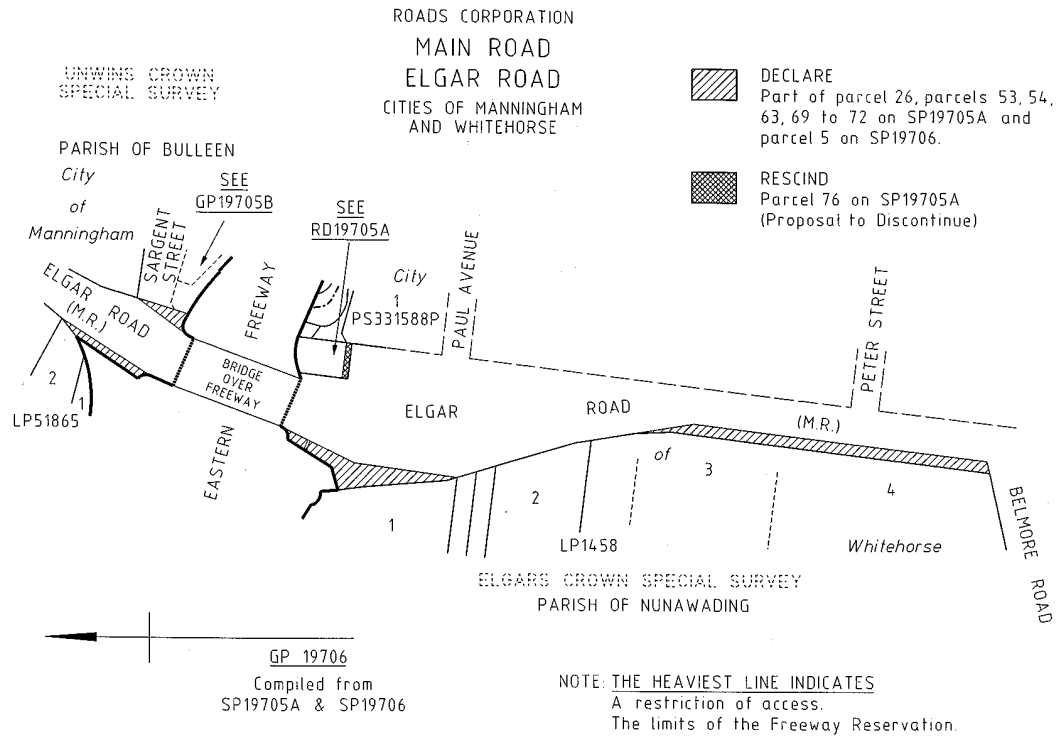 ROADS CORPORATION
MAIN ROAD
ELGAR ROAD
CITIES OF MANNINGHAM
AND WHITEHORSE
UNWINS CROWN
SPECIAL SURVEY
DECLARE
Part of parcel 26, parcels 53, 54,
63, 69 to 72 on SP19705A and
parcel 5 on SP19706.
RESCIND
Parcel 76 on SP19705A
(Proposal to Discontinue)
PARISH OF BULLEEN
City
of
Manningham
SARGENT
STREET
SEE
GP19705B
SEE
RD19705A
FREEWAY
City
1
PS331588P
PAUL AVENUE
PETER STREET
ELGAR ROAD
(M.R.)
BRIDGE
OVER
FREEWAY
ELGAR ROAD
(M.R.)
2
1
LP51865
EASTERN
of
1
2
3
4
LP1458
Whitehorse
BELMORE ROAD
ELGARS CROWN SPECIAL SURVEY
PARISH OF NUNAWADING
GP 19706
Compiled from
SP19705A & SP19706
NOTE: THE HEAVIEST LINE INDICATES
A restriction of access.
The limits of the Freeway Reservation.